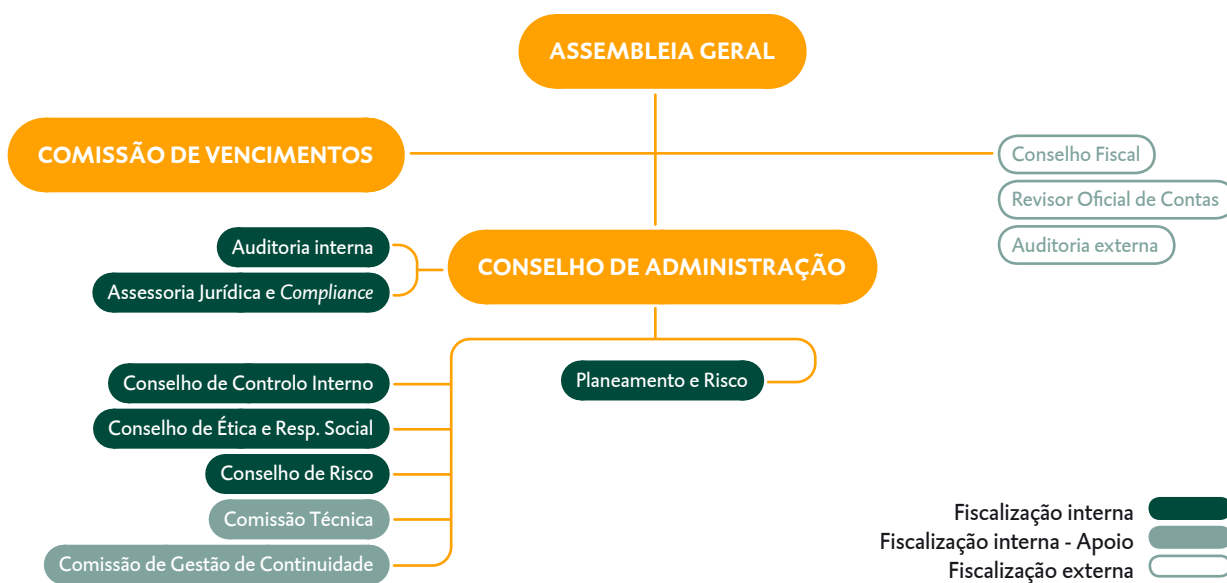 ASSEMBLEIA GERAL
COMISSÃO DE VENCIMENTOS
Conselho Fiscal
Revisor Oficial de Contas
Auditoria externa
Auditoria interna
Assessoria Jurídica e Compliance
CONSELHO DE ADMINISTRAÇÃO
Conselho de Controlo Interno
Conselho de Ética e Resp. Social
Conselho de Risco
Comissão Técnica
Comissão de Gestão de Continuidade
Planeamento e Risco
Fiscalização interna
Fiscalização interna - Apoio
Fiscalização externa